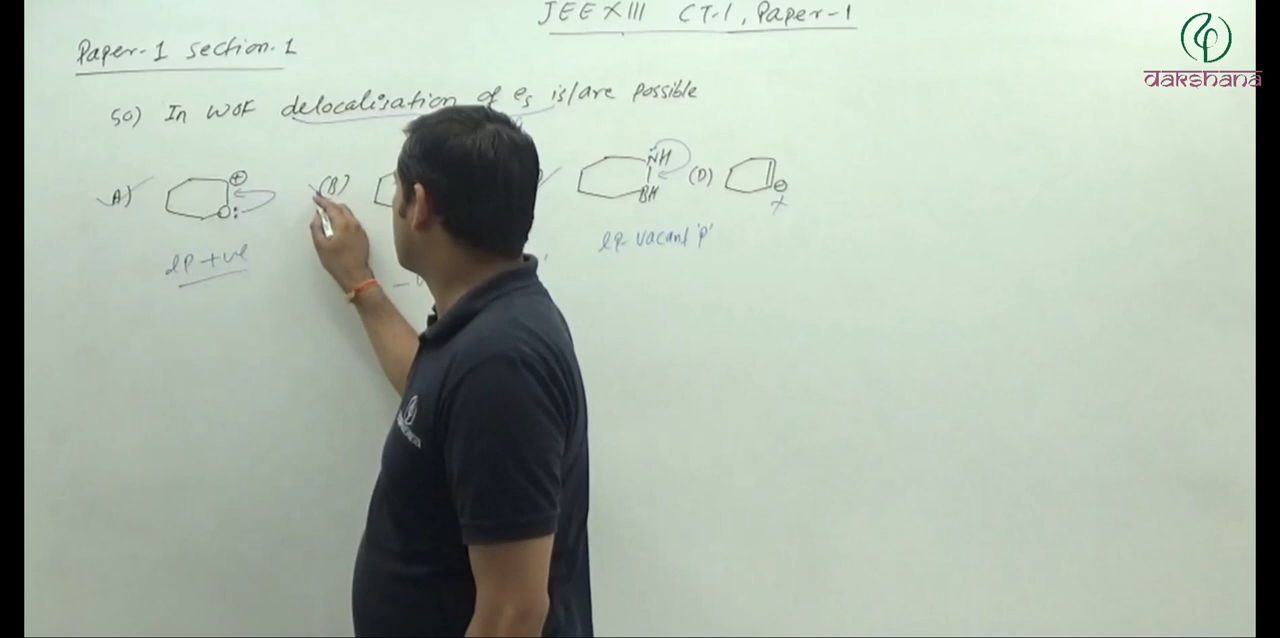 JEE XIII CT-1, Paper-1
dakshana
Paper-1 Section-1
50) In WOF delocalisation of es is/are possible
A) ⊕ O: (B) NH BH (D) ⊖
lp +ve lp- vacant 'p'